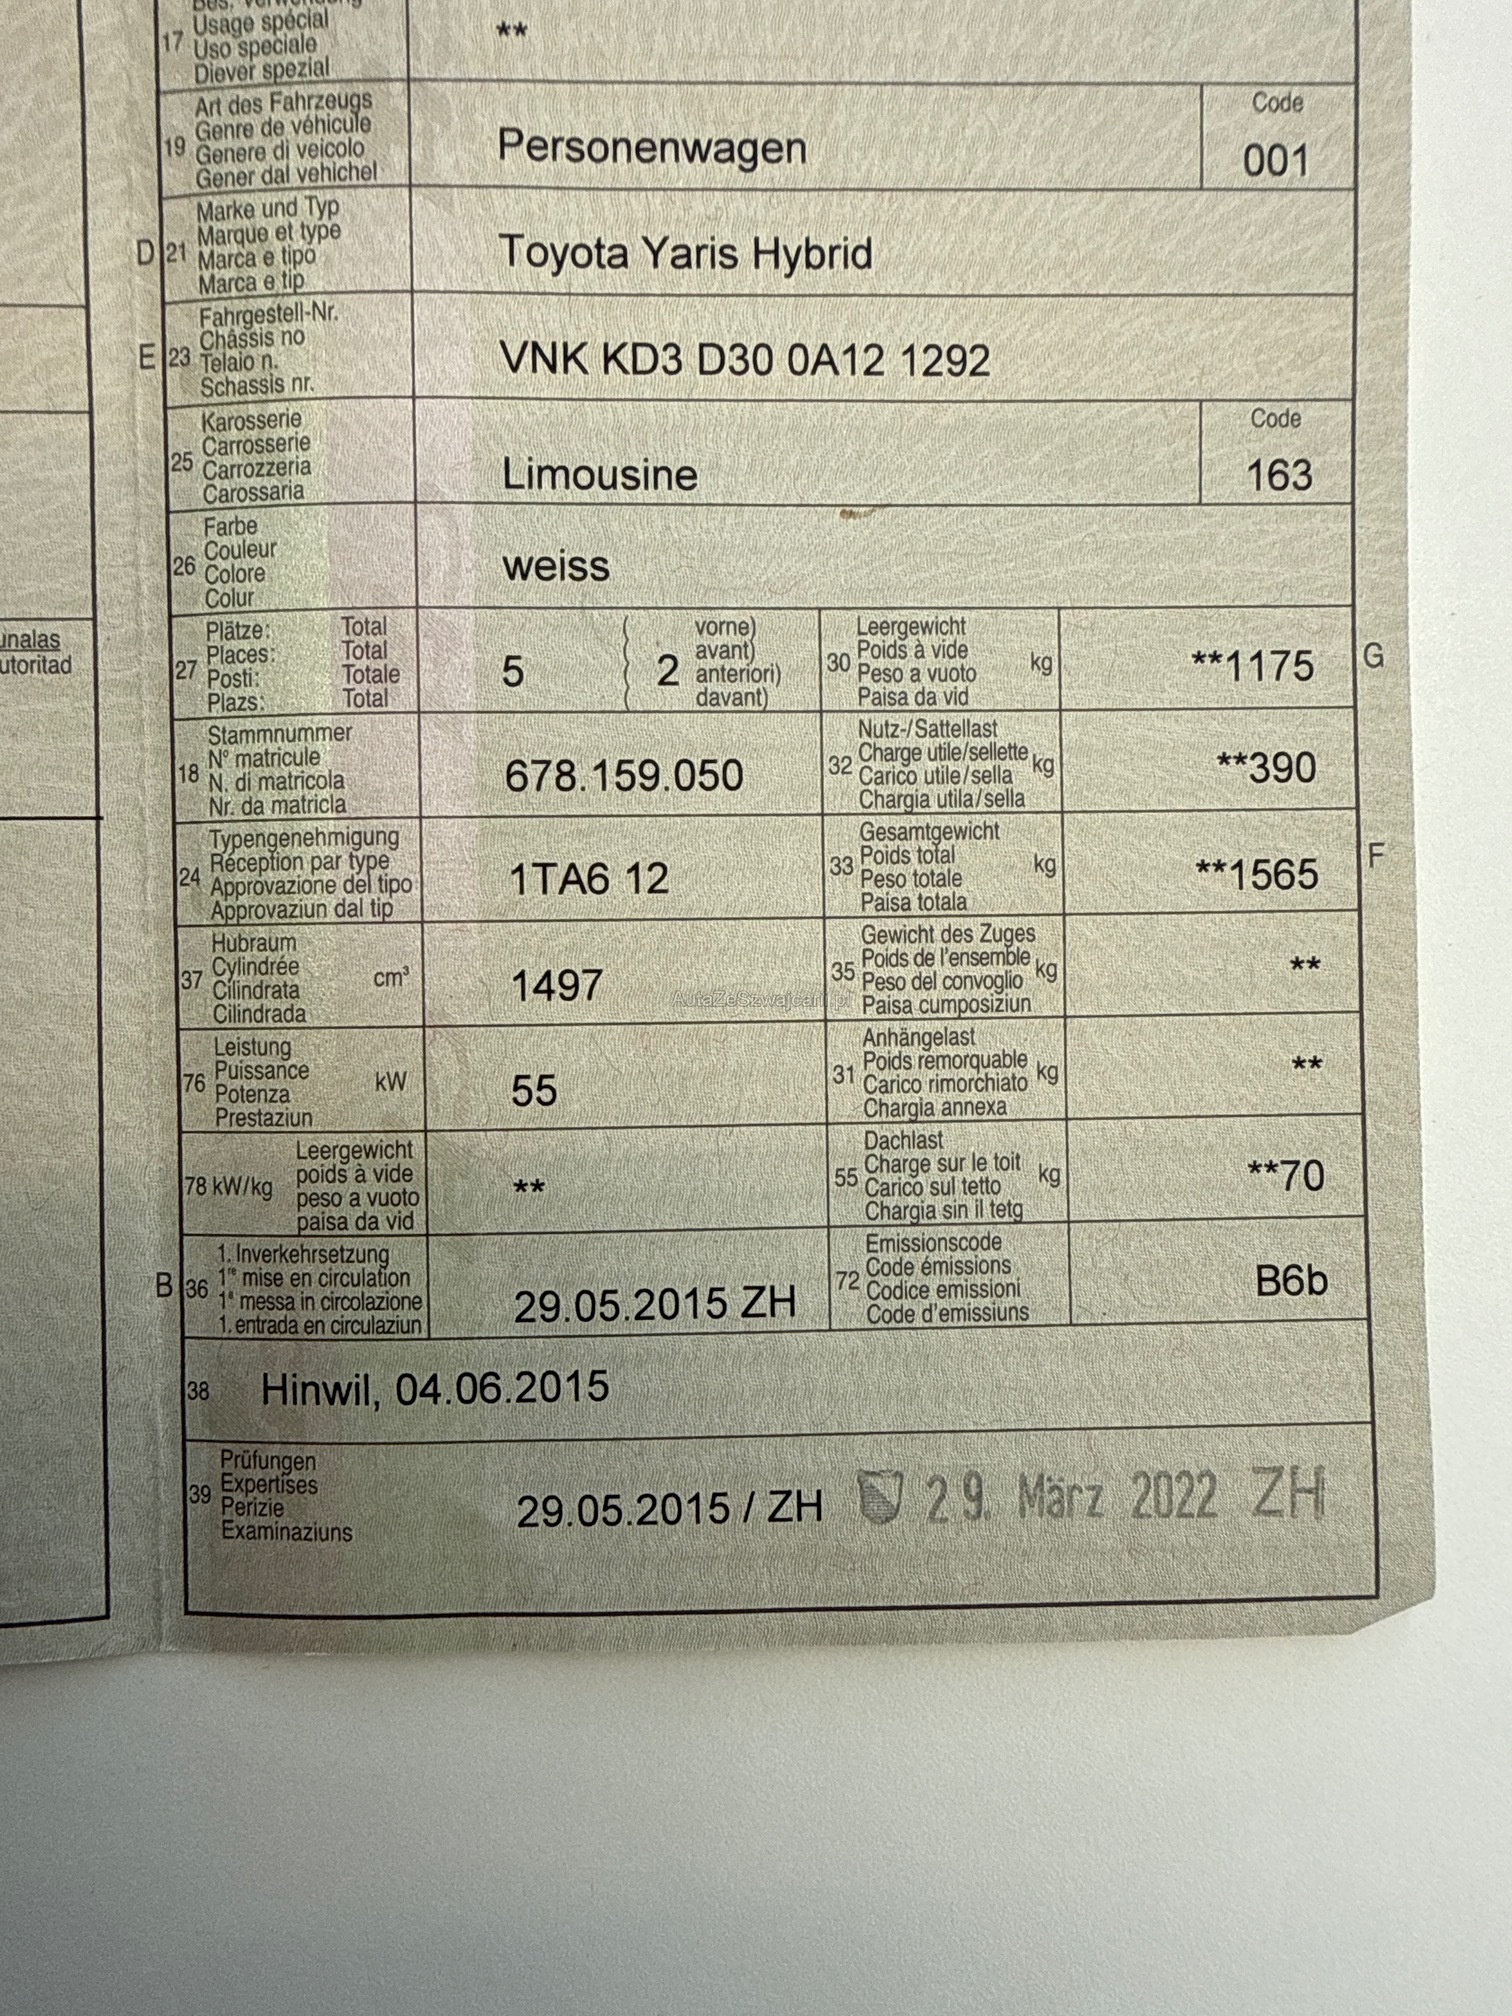 17
Usage spécial
Uso speciale
Diever spezial
**
19
Art des Fahrzeugs
Genre de véhicule
Genere di veicolo
Gener dal vehichel
Personenwagen
Code
001
D 21
Marke und Typ
Marque et type
Marca e tipo
Marca e tip
Toyota Yaris Hybrid
E 23
Fahrgestell-Nr.
Châssis no
Telaio n.
Schassis nr.
VNK KD3 D30 0A12 1292
25
Karosserie
Carrosserie
Carrozzeria
Carossaria
Limousine
Code
163
26
Farbe
Couleur
Colore
Colur
weiss
27
Plätze: Total
Places: Total
Posti: Totale
Plazs: Total
5
2
vorne)
avant)
anteriori)
davant)
30
Leergewicht
Poids à vide
Peso a vuoto
Paisa da vid
kg
**1175
G
18
Stammnummer
N° matricule
N. di matricola
Nr. da matricla
678.159.050
32
Nutz-/Sattellast
Charge utile/sellette
Carico utile/sella
Chargia utila/sella
kg
**390
24
Typengenehmigung
Réception par type
Approvazione del tipo
Approvaziun dal tip
1TA6 12
33
Gesamtgewicht
Poids total
Peso totale
Paisa totala
kg
**1565
F
37
Hubraum
Cylindrée
Cilindrata
Cilindrada
cm³
1497
AutaZeSzwajcarii.pl
35
Gewicht des Zuges
Poids de l'ensemble
Peso del convoglio
Paisa cumposiziun
kg
**
76
Leistung
Puissance
Potenza
Prestaziun
kW
55
31
Anhängelast
Poids remorquable
Carico rimorchiato
Chargia annexa
kg
**
78 kW/kg
Leergewicht
poids à vide
peso a vuoto
paisa da vid
**
55
Dachlast
Charge sur le toit
Carico sul tetto
Chargia sin il tetg
kg
**70
B 36
1. Inverkehrsetzung
1re mise en circulation
1a messa in circolazione
1. entrada en circulaziun
29.05.2015 ZH
72
Emissionscode
Code émissions
Codice emissioni
Code d'emissiuns
B6b
38 Hinwil, 04.06.2015
39
Prüfungen
Expertises
Perizie
Examinaziuns
29.05.2015 / ZH
29. März 2022 ZH